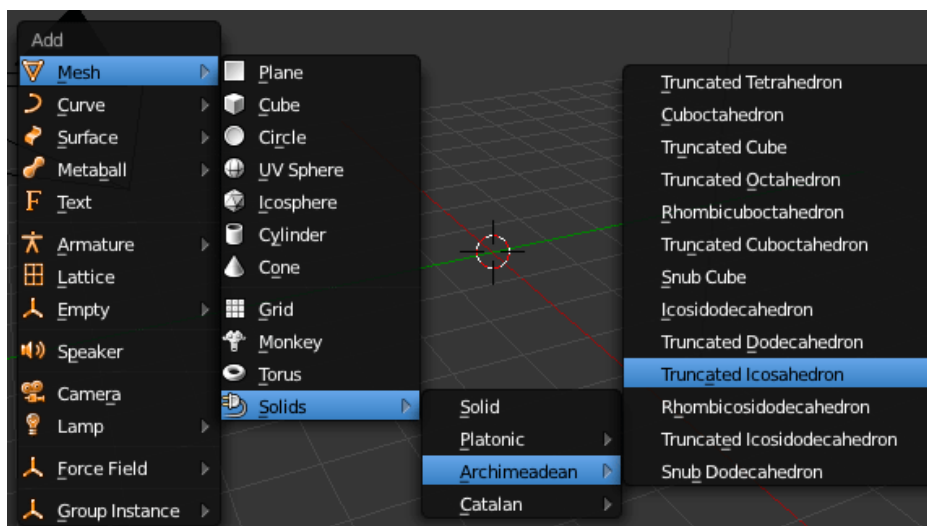 Add
Mesh
Curve
Surface
Metaball
Text
Armature
Lattice
Empty
Speaker
Camera
Lamp
Force Field
Group Instance
Plane
Cube
Circle
UV Sphere
Icosphere
Cylinder
Cone
Grid
Monkey
Torus
Solids
Solid
Platonic
Archimeadean
Catalan
Truncated Tetrahedron
Cuboctahedron
Truncated Cube
Truncated Octahedron
Rhombicuboctahedron
Truncated Cuboctahedron
Snub Cube
Icosidodecahedron
Truncated Dodecahedron
Truncated Icosahedron
Rhombicosidodecahedron
Truncated Icosidodecahedron
Snub Dodecahedron